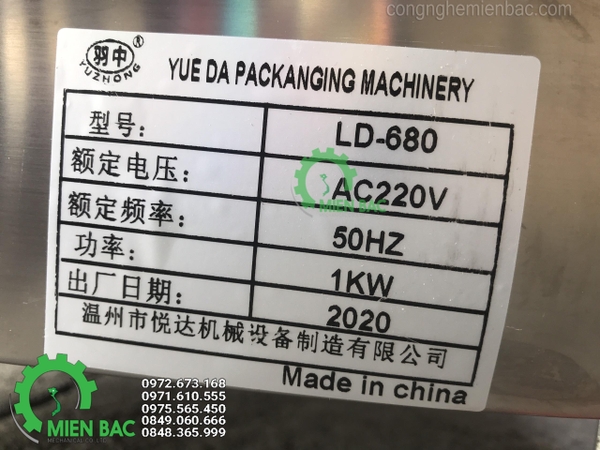 congnghemienbac.com
羽中®
YUZHONG
YUE DA PACKANGING MACHINERY
型号: LD-680
额定电压: AC220V
额定频率: 50HZ
功率: 1KW
出厂日期: 2020
温州市悦达机械设备制造有限公司
Made in china
MIEN BAC
MIEN BAC
MECHANICAL CO., LTD
0972.673.168
0971.610.555
0975.565.450
0849.060.666
0848.365.999